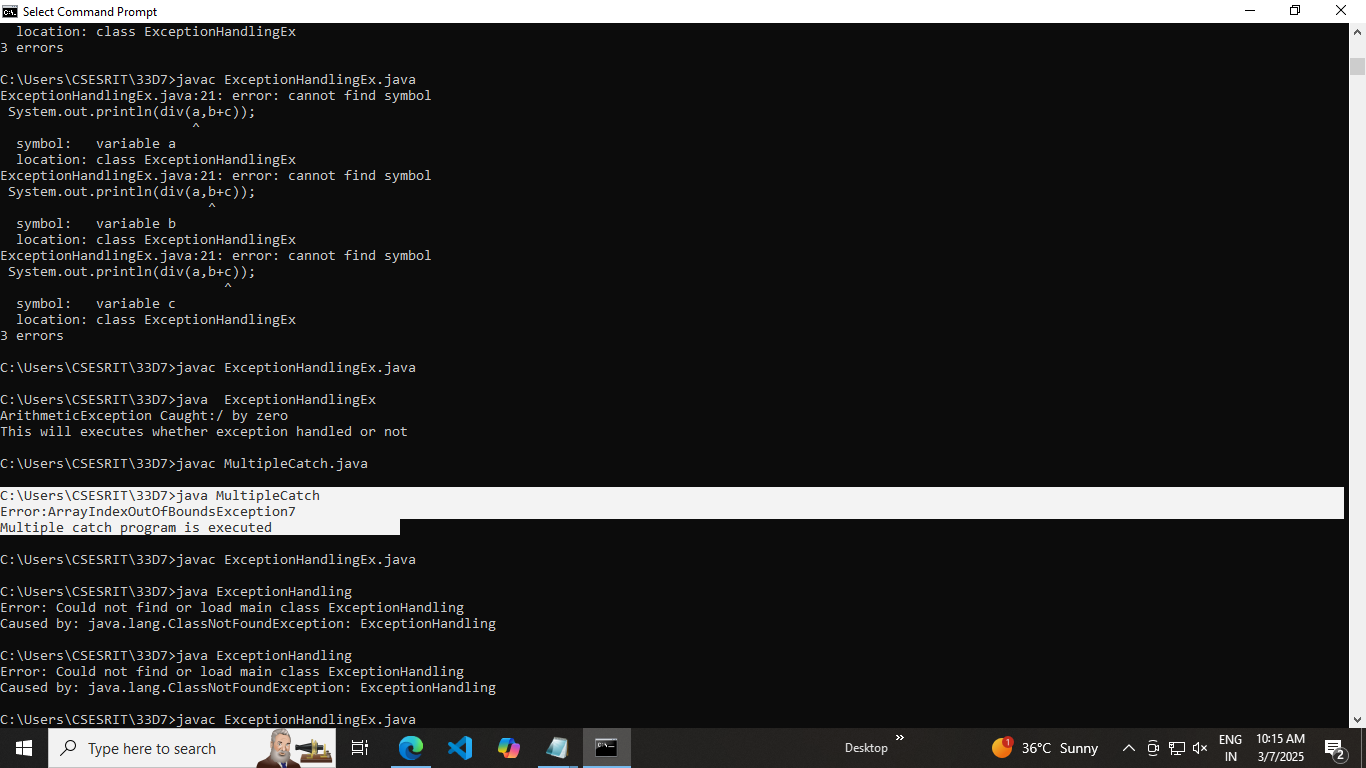 Select Command Prompt
  location: class ExceptionHandlingEx
3 errors
C:\Users\CSESRIT\33D7>javac ExceptionHandlingEx.java
ExceptionHandlingEx.java:21: error: cannot find symbol
 System.out.println(div(a,b+c));
                        ^
  symbol:   variable a
  location: class ExceptionHandlingEx
ExceptionHandlingEx.java:21: error: cannot find symbol
 System.out.println(div(a,b+c));
                          ^
  symbol:   variable b
  location: class ExceptionHandlingEx
ExceptionHandlingEx.java:21: error: cannot find symbol
 System.out.println(div(a,b+c));
                            ^
  symbol:   variable c
  location: class ExceptionHandlingEx
3 errors
C:\Users\CSESRIT\33D7>javac ExceptionHandlingEx.java
C:\Users\CSESRIT\33D7>java  ExceptionHandlingEx
ArithmeticException Caught:/ by zero
This will executes whether exception handled or not
C:\Users\CSESRIT\33D7>javac MultipleCatch.java
C:\Users\CSESRIT\33D7>java MultipleCatch
Error:ArrayIndexOutOfBoundsException7
Multiple catch program is executed
C:\Users\CSESRIT\33D7>javac ExceptionHandlingEx.java
C:\Users\CSESRIT\33D7>java ExceptionHandling
Error: Could not find or load main class ExceptionHandling
Caused by: java.lang.ClassNotFoundException: ExceptionHandling
C:\Users\CSESRIT\33D7>java ExceptionHandling
Error: Could not find or load main class ExceptionHandling
Caused by: java.lang.ClassNotFoundException: ExceptionHandling
C:\Users\CSESRIT\33D7>javac ExceptionHandlingEx.java
Type here to search
Desktop
»
1
36°C Sunny
ENG
IN
10:15 AM
3/7/2025
2